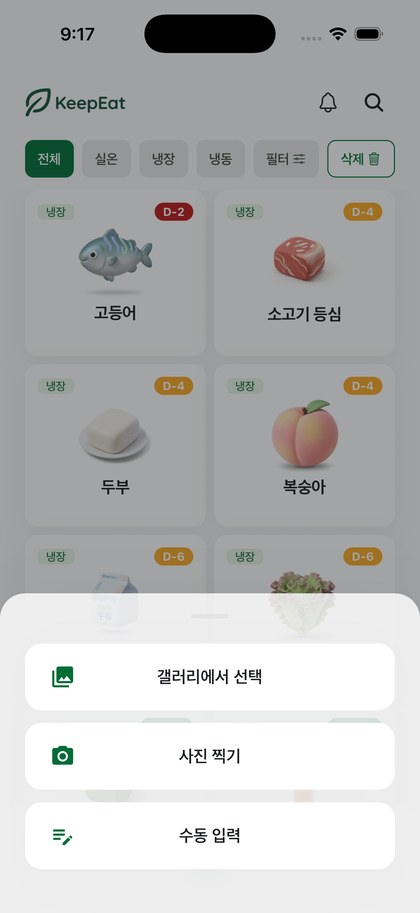 9:17
KeepEat
전체
실온
냉장
냉동
필터
삭제
냉장
D-2
냉장
D-4
고등어
소고기 등심
냉장
D-4
냉장
D-4
두부
복숭아
냉장
D-6
냉장
D-6
갤러리에서 선택
사진 찍기
수동 입력